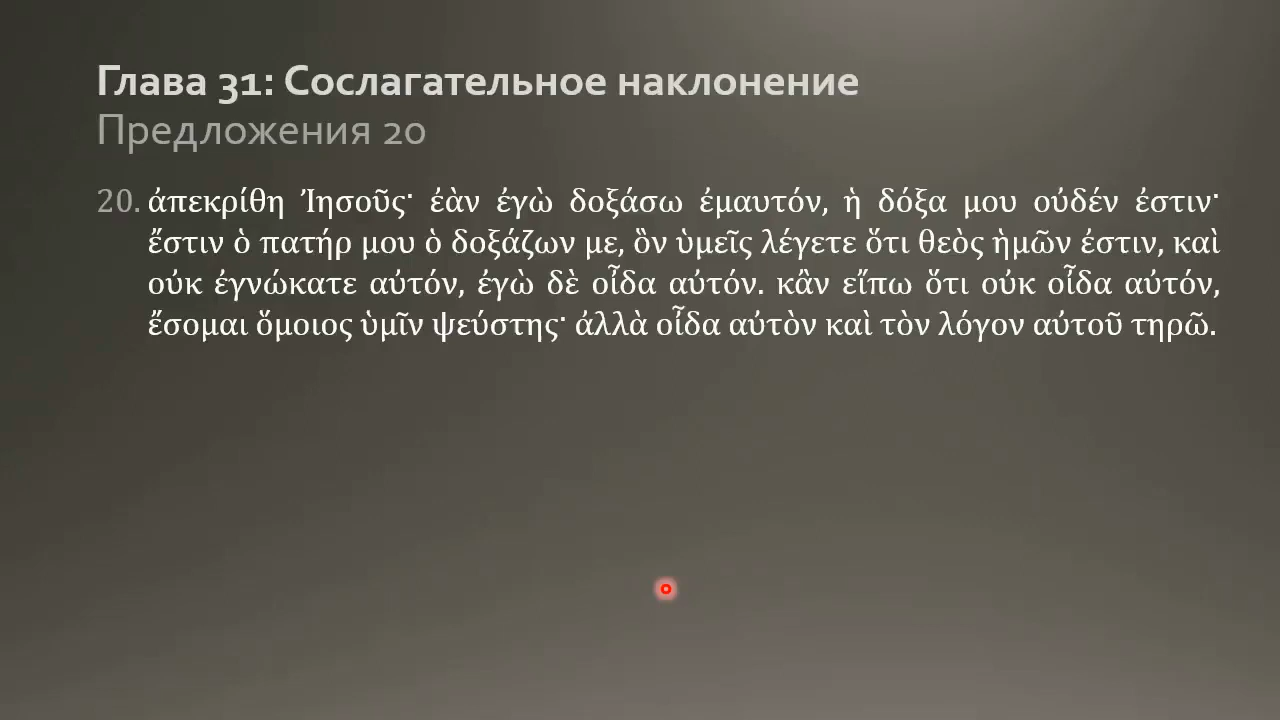 Глава 31: Сослагательное наклонение
Предложения 20
20. ἀπεκρίθη Ἰησοῦς· ἐὰν ἐγὼ δοξάσω ἐμαυτόν, ἡ δόξα μου οὐδέν ἐστιν·
ἔστιν ὁ πατήρ μου ὁ δοξάζων με, ὃν ὑμεῖς λέγετε ὅτι θεὸς ἡμῶν ἐστιν, καὶ
οὐκ ἐγνώκατε αὐτόν, ἐγὼ δὲ οἶδα αὐτόν. κἂν εἴπω ὅτι οὐκ οἶδα αὐτόν,
ἔσομαι ὅμοιος ὑμῖν ψεύστης· ἀλλὰ οἶδα αὐτὸν καὶ τὸν λόγον αὐτοῦ τηρῶ.